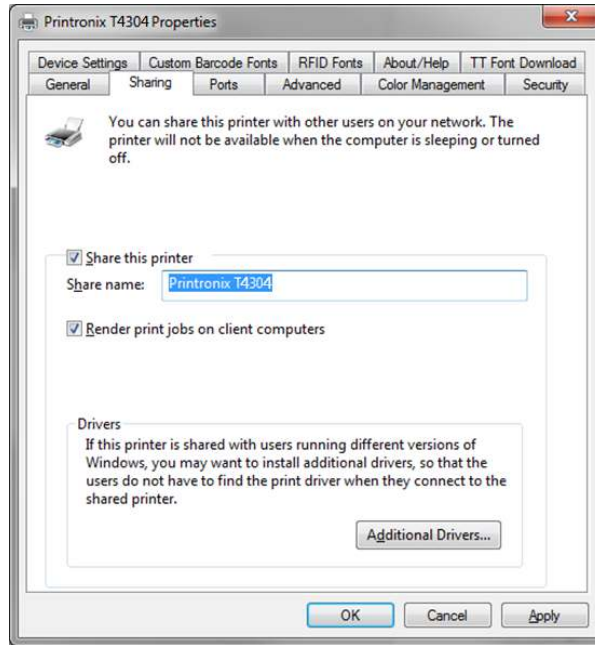 Printronix T4304 Properties
Device Settings Custom Barcode Fonts RFID Fonts About/Help TT Font Download
General Sharing Ports Advanced Color Management Security
You can share this printer with other users on your network. The
printer will not be available when the computer is sleeping or turned
off.
Share this printer
Share name: Printronix T4304
Render print jobs on client computers
Drivers
If this printer is shared with users running different versions of
Windows, you may want to install additional drivers, so that the
users do not have to find the print driver when they connect to the
shared printer.
Additional Drivers...
OK Cancel Apply